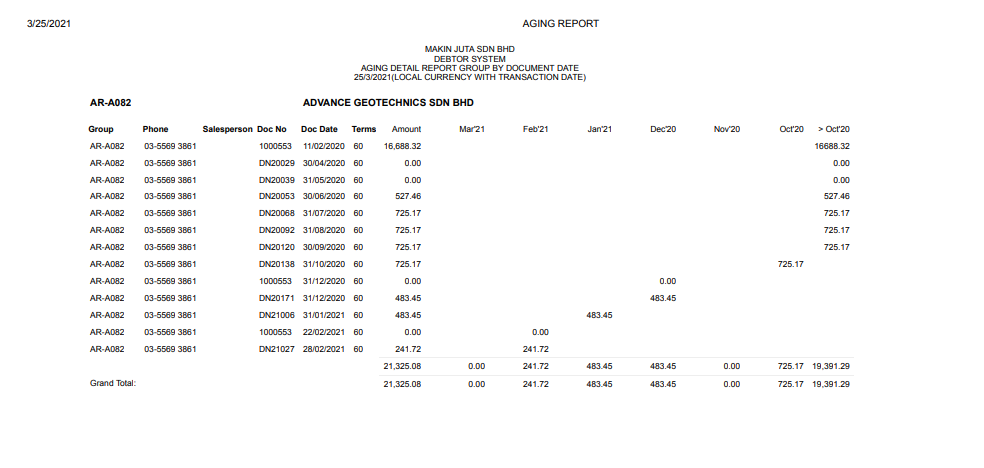 3/25/2021 AGING REPORT
MAKIN JUTA SDN BHD
DEBTOR SYSTEM
AGING DETAIL REPORT GROUP BY DOCUMENT DATE
25/3/2021(LOCAL CURRENCY WITH TRANSACTION DATE)
AR-A082 ADVANCE GEOTECHNICS SDN BHD
Group Phone Salesperson Doc No Doc Date Terms Amount Mar'21 Feb'21 Jan'21 Dec'20 Nov'20 Oct'20 > Oct'20
AR-A082 03-5569 3861 1000553 11/02/2020 60 16,688.32 16688.32
AR-A082 03-5569 3861 DN20029 30/04/2020 60 0.00 0.00
AR-A082 03-5569 3861 DN20039 31/05/2020 60 0.00 0.00
AR-A082 03-5569 3861 DN20053 30/06/2020 60 527.46 527.46
AR-A082 03-5569 3861 DN20068 31/07/2020 60 725.17 725.17
AR-A082 03-5569 3861 DN20092 31/08/2020 60 725.17 725.17
AR-A082 03-5569 3861 DN20120 30/09/2020 60 725.17 725.17
AR-A082 03-5569 3861 DN20138 31/10/2020 60 725.17 725.17
AR-A082 03-5569 3861 1000553 31/12/2020 60 0.00 0.00
AR-A082 03-5569 3861 DN20171 31/12/2020 60 483.45 483.45
AR-A082 03-5569 3861 DN21006 31/01/2021 60 483.45 483.45
AR-A082 03-5569 3861 1000553 22/02/2021 60 0.00 0.00
AR-A082 03-5569 3861 DN21027 28/02/2021 60 241.72 241.72
21,325.08 0.00 241.72 483.45 483.45 0.00 725.17 19,391.29
Grand Total: 21,325.08 0.00 241.72 483.45 483.45 0.00 725.17 19,391.29